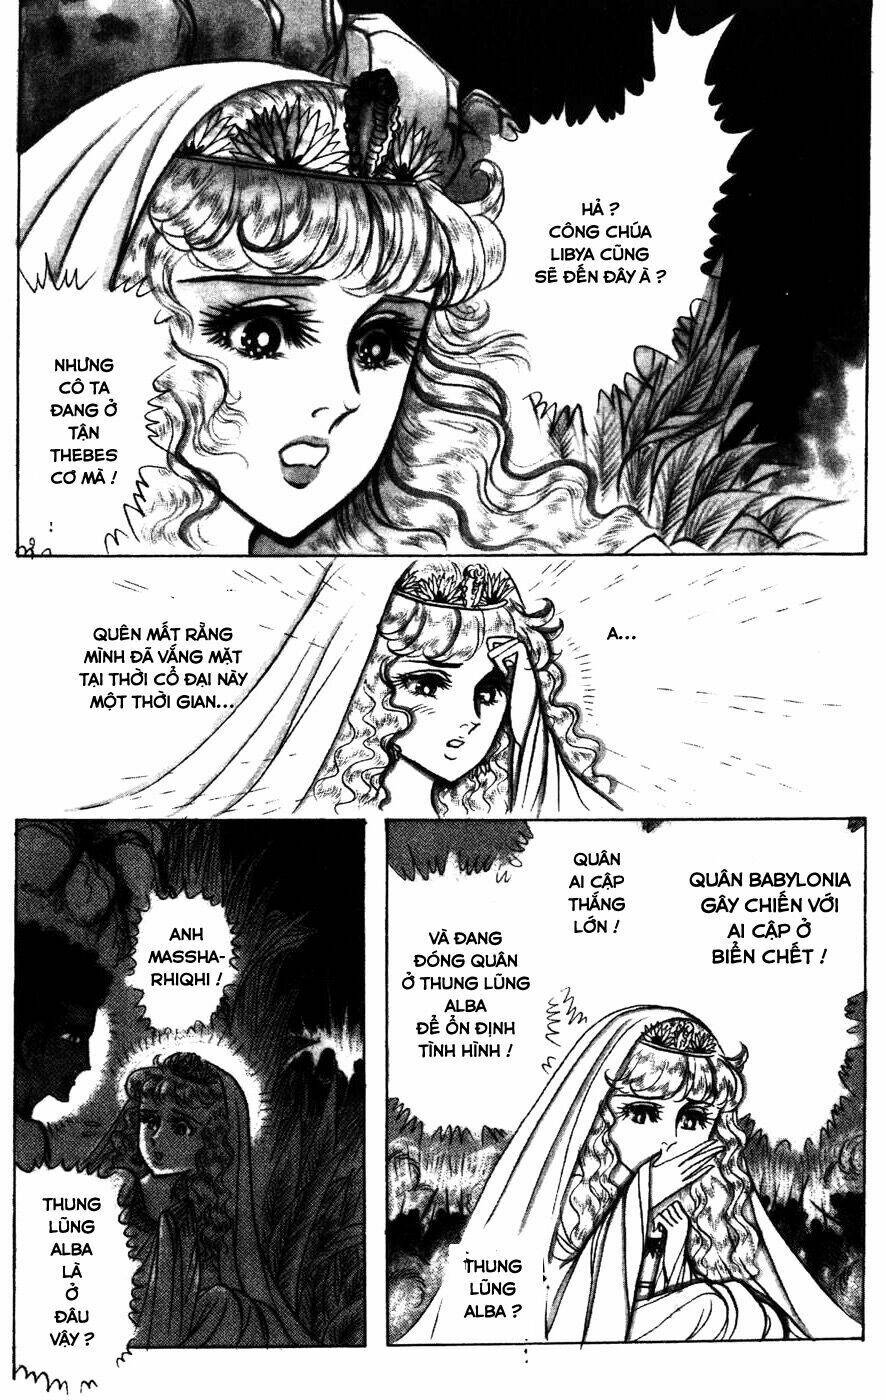 HẢ ?
CÔNG CHÚA
LIBYA CŨNG
SẼ ĐẾN ĐÂY À ?
NHƯNG
CÔ TA
ĐANG Ở
TẬN
THEBES
CƠ MÀ !
A...
QUÊN MẤT RẰNG
MÌNH ĐÃ VẮNG MẶT
TẠI THỜI CỔ ĐẠI NÀY
MỘT THỜI GIAN...
QUÂN BABYLONIA
GÂY CHIẾN VỚI
AI CẬP Ở
BIỂN CHẾT !
QUÂN
AI CẬP
THẮNG
LỚN !
VÀ ĐANG
ĐÓNG QUÂN
Ở THUNG LŨNG
ALBA
ĐỂ ỔN ĐỊNH
TÌNH HÌNH !
THUNG
LŨNG
ALBA ?
ANH
MASSHA-
RHIQHI !
THUNG
LŨNG
ALBA
LÀ
Ở
ĐÂU
VẬY ?